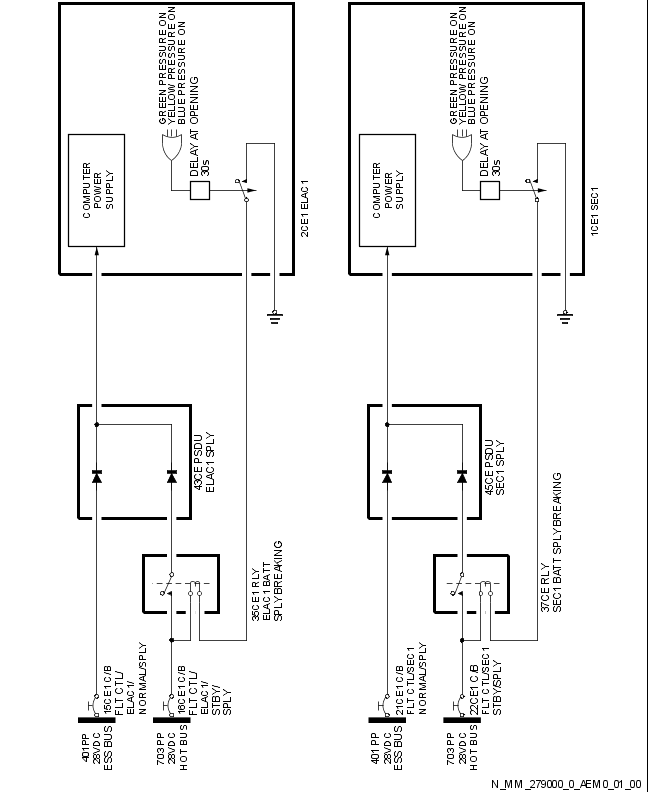 GREEN PRESSURE ON
YELLOW PRESSURE ON
BLUE PRESSURE ON
DELAY AT OPENING
30s
COMPUTER
POWER
SUPPLY
2CE1 ELAC1
GREEN PRESSURE ON
YELLOW PRESSURE ON
BLUE PRESSURE ON
DELAY AT OPENING
30s
COMPUTER
POWER
SUPPLY
1CE1 SEC1
43CE PSDU
ELAC1 SPLY
45CE PSDU
SEC1 SPLY
35CE1 RLY
ELAC1 BATT
SPLY BREAKING
37CE RLY
SEC1 BATT SPLY BREAKING
401PP
28VDC
ESS BUS
15CE1 C/B
FLT CTL/
ELAC1/
NORMAL/SPLY
703PP
28VDC
HOT BUS
16CE1 C/B
FLT CTL/
ELAC1/
STBY/
SPLY
401PP
28VDC
ESS BUS
21CE1 C/B
FLT CTL/SEC1
NORMAL/SPLY
703PP
28VDC
HOT BUS
22CE1 C/B
FLT CTL/SEC1
STBY/SPLY
N_MM_279000_0_AEM0_01_00